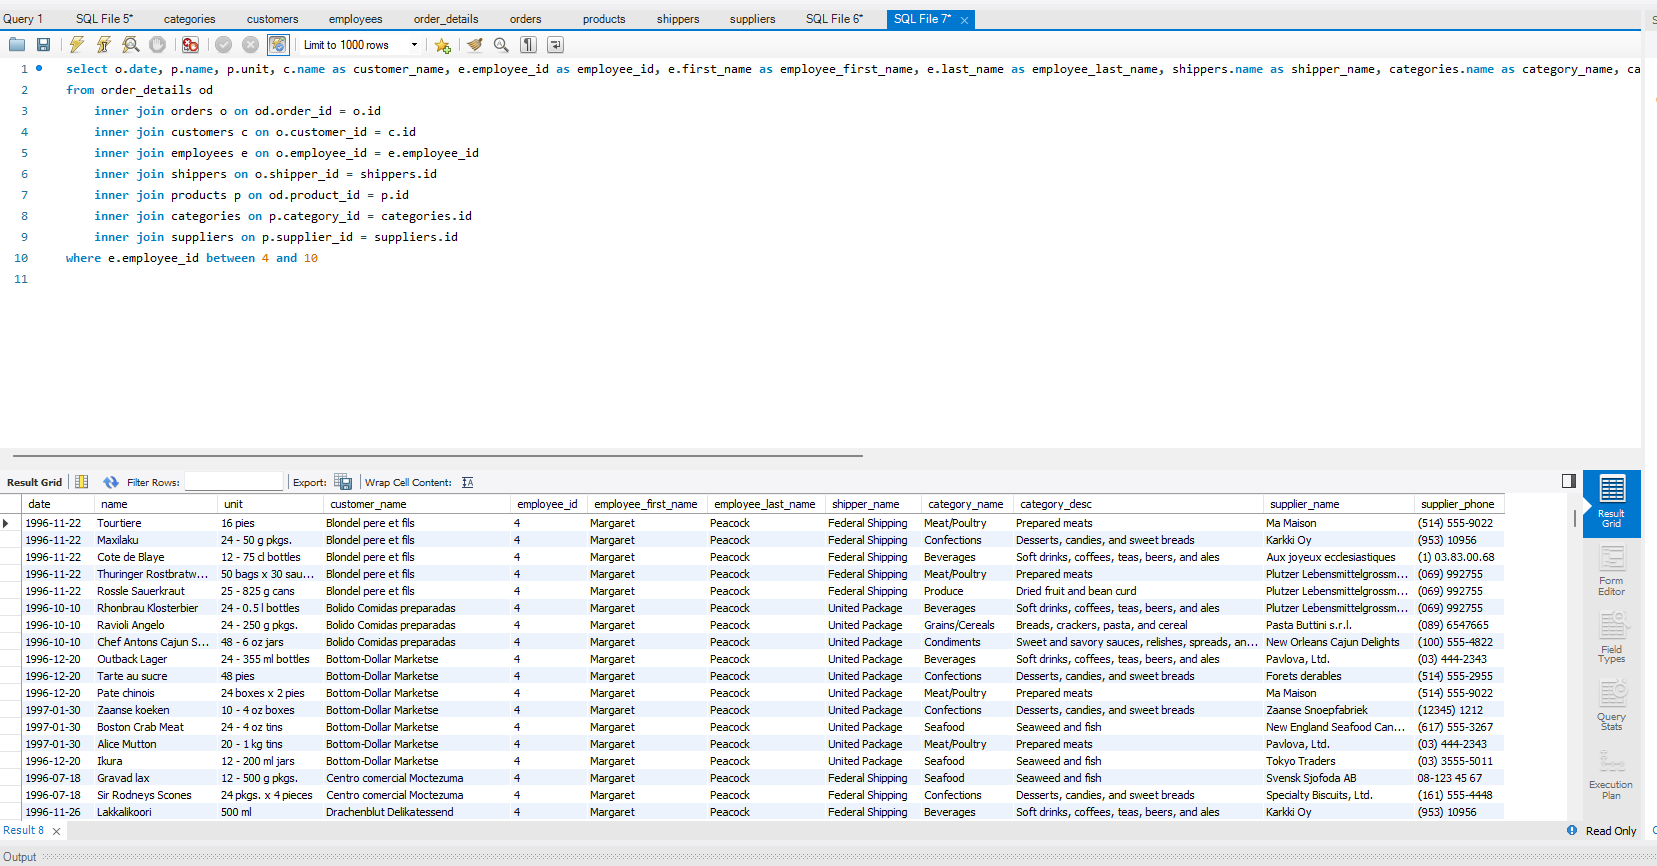 Query 1 SQL File 5* categories customers employees order_details orders products shippers suppliers SQL File 6* SQL File 7*
Limit to 1000 rows
1 select o.date, p.name, p.unit, c.name as customer_name, e.employee_id as employee_id, e.first_name as employee_first_name, e.last_name as employee_last_name, shippers.name as shipper_name, categories.name as category_name, ca
2 from order_details od
3 inner join orders o on od.order_id = o.id
4 inner join customers c on o.customer_id = c.id
5 inner join employees e on o.employee_id = e.employee_id
6 inner join shippers on o.shipper_id = shippers.id
7 inner join products p on od.product_id = p.id
8 inner join categories on p.category_id = categories.id
9 inner join suppliers on p.supplier_id = suppliers.id
10 where e.employee_id between 4 and 10
11
Result Grid Filter Rows: Export: Wrap Cell Content:
date name unit customer_name employee_id employee_first_name employee_last_name shipper_name category_name category_desc supplier_name supplier_phone
1996-11-22 Tourtiere 16 pies Blondel pere et fils 4 Margaret Peacock Federal Shipping Meat/Poultry Prepared meats Ma Maison (514) 555-9022
1996-11-22 Maxilaku 24 - 50 g pkgs. Blondel pere et fils 4 Margaret Peacock Federal Shipping Confections Desserts, candies, and sweet breads Karkki Oy (953) 10956
1996-11-22 Cote de Blaye 12 - 75 cl bottles Blondel pere et fils 4 Margaret Peacock Federal Shipping Beverages Soft drinks, coffees, teas, beers, and ales Aux joyeux ecclesiastiques (1) 03.83.00.68
1996-11-22 Thuringer Rostbratw... 50 bags x 30 sau... Blondel pere et fils 4 Margaret Peacock Federal Shipping Meat/Poultry Prepared meats Plutzer Lebensmittelgrossm... (069) 992755
1996-11-22 Rossle Sauerkraut 25 - 825 g cans Blondel pere et fils 4 Margaret Peacock Federal Shipping Produce Dried fruit and bean curd Plutzer Lebensmittelgrossm... (069) 992755
1996-10-10 Rhonbrau Klosterbier 24 - 0.5 l bottles Bolido Comidas preparadas 4 Margaret Peacock United Package Beverages Soft drinks, coffees, teas, beers, and ales Plutzer Lebensmittelgrossm... (069) 992755
1996-10-10 Ravioli Angelo 24 - 250 g pkgs. Bolido Comidas preparadas 4 Margaret Peacock United Package Grains/Cereals Breads, crackers, pasta, and cereal Pasta Buttini s.r.l. (089) 6547665
1996-10-10 Chef Antons Cajun S... 48 - 6 oz jars Bolido Comidas preparadas 4 Margaret Peacock United Package Condiments Sweet and savory sauces, relishes, spreads, an... New Orleans Cajun Delights (100) 555-4822
1996-12-20 Outback Lager 24 - 355 ml bottles Bottom-Dollar Marketse 4 Margaret Peacock United Package Beverages Soft drinks, coffees, teas, beers, and ales Pavlova, Ltd. (03) 444-2343
1996-12-20 Tarte au sucre 48 pies Bottom-Dollar Marketse 4 Margaret Peacock United Package Confections Desserts, candies, and sweet breads Forets derables (514) 555-2955
1996-12-20 Pate chinois 24 boxes x 2 pies Bottom-Dollar Marketse 4 Margaret Peacock United Package Meat/Poultry Prepared meats Ma Maison (514) 555-9022
1997-01-30 Zaanse koeken 10 - 4 oz boxes Bottom-Dollar Marketse 4 Margaret Peacock United Package Confections Desserts, candies, and sweet breads Zaanse Snoepfabriek (12345) 1212
1997-01-30 Boston Crab Meat 24 - 4 oz tins Bottom-Dollar Marketse 4 Margaret Peacock United Package Seafood Seaweed and fish New England Seafood Can... (617) 555-3267
1997-01-30 Alice Mutton 20 - 1 kg tins Bottom-Dollar Marketse 4 Margaret Peacock United Package Meat/Poultry Prepared meats Pavlova, Ltd. (03) 444-2343
1996-12-20 Ikura 12 - 200 ml jars Bottom-Dollar Marketse 4 Margaret Peacock United Package Seafood Seaweed and fish Tokyo Traders (03) 3555-5011
1996-07-18 Gravad lax 12 - 500 g pkgs. Centro comercial Moctezuma 4 Margaret Peacock Federal Shipping Seafood Seaweed and fish Svensk Sjofoda AB 08-123 45 67
1996-07-18 Sir Rodneys Scones 24 pkgs. x 4 pieces Centro comercial Moctezuma 4 Margaret Peacock Federal Shipping Confections Desserts, candies, and sweet breads Specialty Biscuits, Ltd. (161) 555-4448
1996-11-26 Lakkalikoori 500 ml Drachenblut Delikatessend 4 Margaret Peacock Federal Shipping Beverages Soft drinks, coffees, teas, beers, and ales Karkki Oy (953) 10956
Result
Grid
Form
Editor
Field
Types
Query
Stats
Execution
Plan
Result 8
Read Only
Output